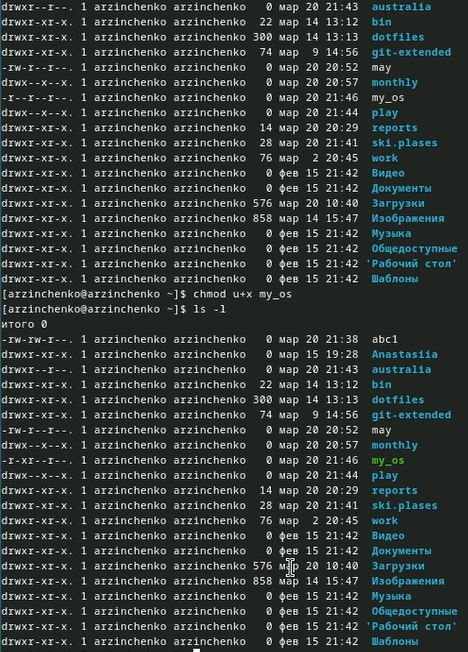 drwxr--r--. 1 arzinchenko arzinchenko   0 мар 20 21:43  australia
drwxr-xr-x. 1 arzinchenko arzinchenko  22 мар 14 13:12  bin
drwxr-xr-x. 1 arzinchenko arzinchenko 300 мар 14 13:13  dotfiles
drwxr-xr-x. 1 arzinchenko arzinchenko  74 мар  9 14:56  git-extended
-rw-r--r--. 1 arzinchenko arzinchenko   0 мар 20 20:52  may
drwx--x--x. 1 arzinchenko arzinchenko   0 мар 20 20:57  monthly
-r--r--r--. 1 arzinchenko arzinchenko   0 мар 20 21:46  my_os
drwx--x--x. 1 arzinchenko arzinchenko   0 мар 20 21:44  play
drwxr-xr-x. 1 arzinchenko arzinchenko  14 мар 20 20:29  reports
drwxr-xr-x. 1 arzinchenko arzinchenko  28 мар 20 21:41  ski.plases
drwxr-xr-x. 1 arzinchenko arzinchenko  76 мар  2 20:45  work
drwxr-xr-x. 1 arzinchenko arzinchenko   0 фев 15 21:42  Видео
drwxr-xr-x. 1 arzinchenko arzinchenko   0 фев 15 21:42  Документы
drwxr-xr-x. 1 arzinchenko arzinchenko 576 мар 20 10:40  Загрузки
drwxr-xr-x. 1 arzinchenko arzinchenko 858 мар 14 15:47  Изображения
drwxr-xr-x. 1 arzinchenko arzinchenko   0 фев 15 21:42  Музыка
drwxr-xr-x. 1 arzinchenko arzinchenko   0 фев 15 21:42  Общедоступные
drwxr-xr-x. 1 arzinchenko arzinchenko   0 фев 15 21:42 'Рабочий стол'
drwxr-xr-x. 1 arzinchenko arzinchenko   0 фев 15 21:42  Шаблоны
[arzinchenko@arzinchenko ~]$ chmod u+x my_os
[arzinchenko@arzinchenko ~]$ ls -l
итого 0
-rw-rw-r--. 1 arzinchenko arzinchenko   0 мар 20 21:38  abc1
drwxr-xr-x. 1 arzinchenko arzinchenko   0 мар 15 19:28  Anastasiia
drwxr--r--. 1 arzinchenko arzinchenko   0 мар 20 21:43  australia
drwxr-xr-x. 1 arzinchenko arzinchenko  22 мар 14 13:12  bin
drwxr-xr-x. 1 arzinchenko arzinchenko 300 мар 14 13:13  dotfiles
drwxr-xr-x. 1 arzinchenko arzinchenko  74 мар  9 14:56  git-extended
-rw-r--r--. 1 arzinchenko arzinchenko   0 мар 20 20:52  may
drwx--x--x. 1 arzinchenko arzinchenko   0 мар 20 20:57  monthly
-r-xr--r--. 1 arzinchenko arzinchenko   0 мар 20 21:46  my_os
drwx--x--x. 1 arzinchenko arzinchenko   0 мар 20 21:44  play
drwxr-xr-x. 1 arzinchenko arzinchenko  14 мар 20 20:29  reports
drwxr-xr-x. 1 arzinchenko arzinchenko  28 мар 20 21:41  ski.plases
drwxr-xr-x. 1 arzinchenko arzinchenko  76 мар  2 20:45  work
drwxr-xr-x. 1 arzinchenko arzinchenko   0 фев 15 21:42  Видео
drwxr-xr-x. 1 arzinchenko arzinchenko   0 фев 15 21:42  Документы
drwxr-xr-x. 1 arzinchenko arzinchenko 576 мар 20 10:40  Загрузки
drwxr-xr-x. 1 arzinchenko arzinchenko 858 мар 14 15:47  Изображения
drwxr-xr-x. 1 arzinchenko arzinchenko   0 фев 15 21:42  Музыка
drwxr-xr-x. 1 arzinchenko arzinchenko   0 фев 15 21:42  Общедоступные
drwxr-xr-x. 1 arzinchenko arzinchenko   0 фев 15 21:42 'Рабочий стол'
drwxr-xr-x. 1 arzinchenko arzinchenko   0 фев 15 21:42  Шаблоны